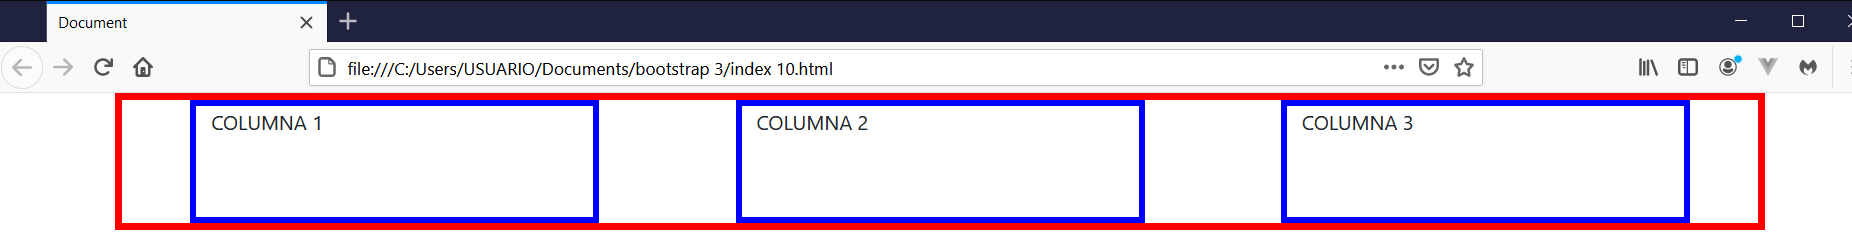 Document
file:///C:/Users/USUARIO/Documents/bootstrap 3/index 10.html
COLUMNA 1 COLUMNA 2 COLUMNA 3